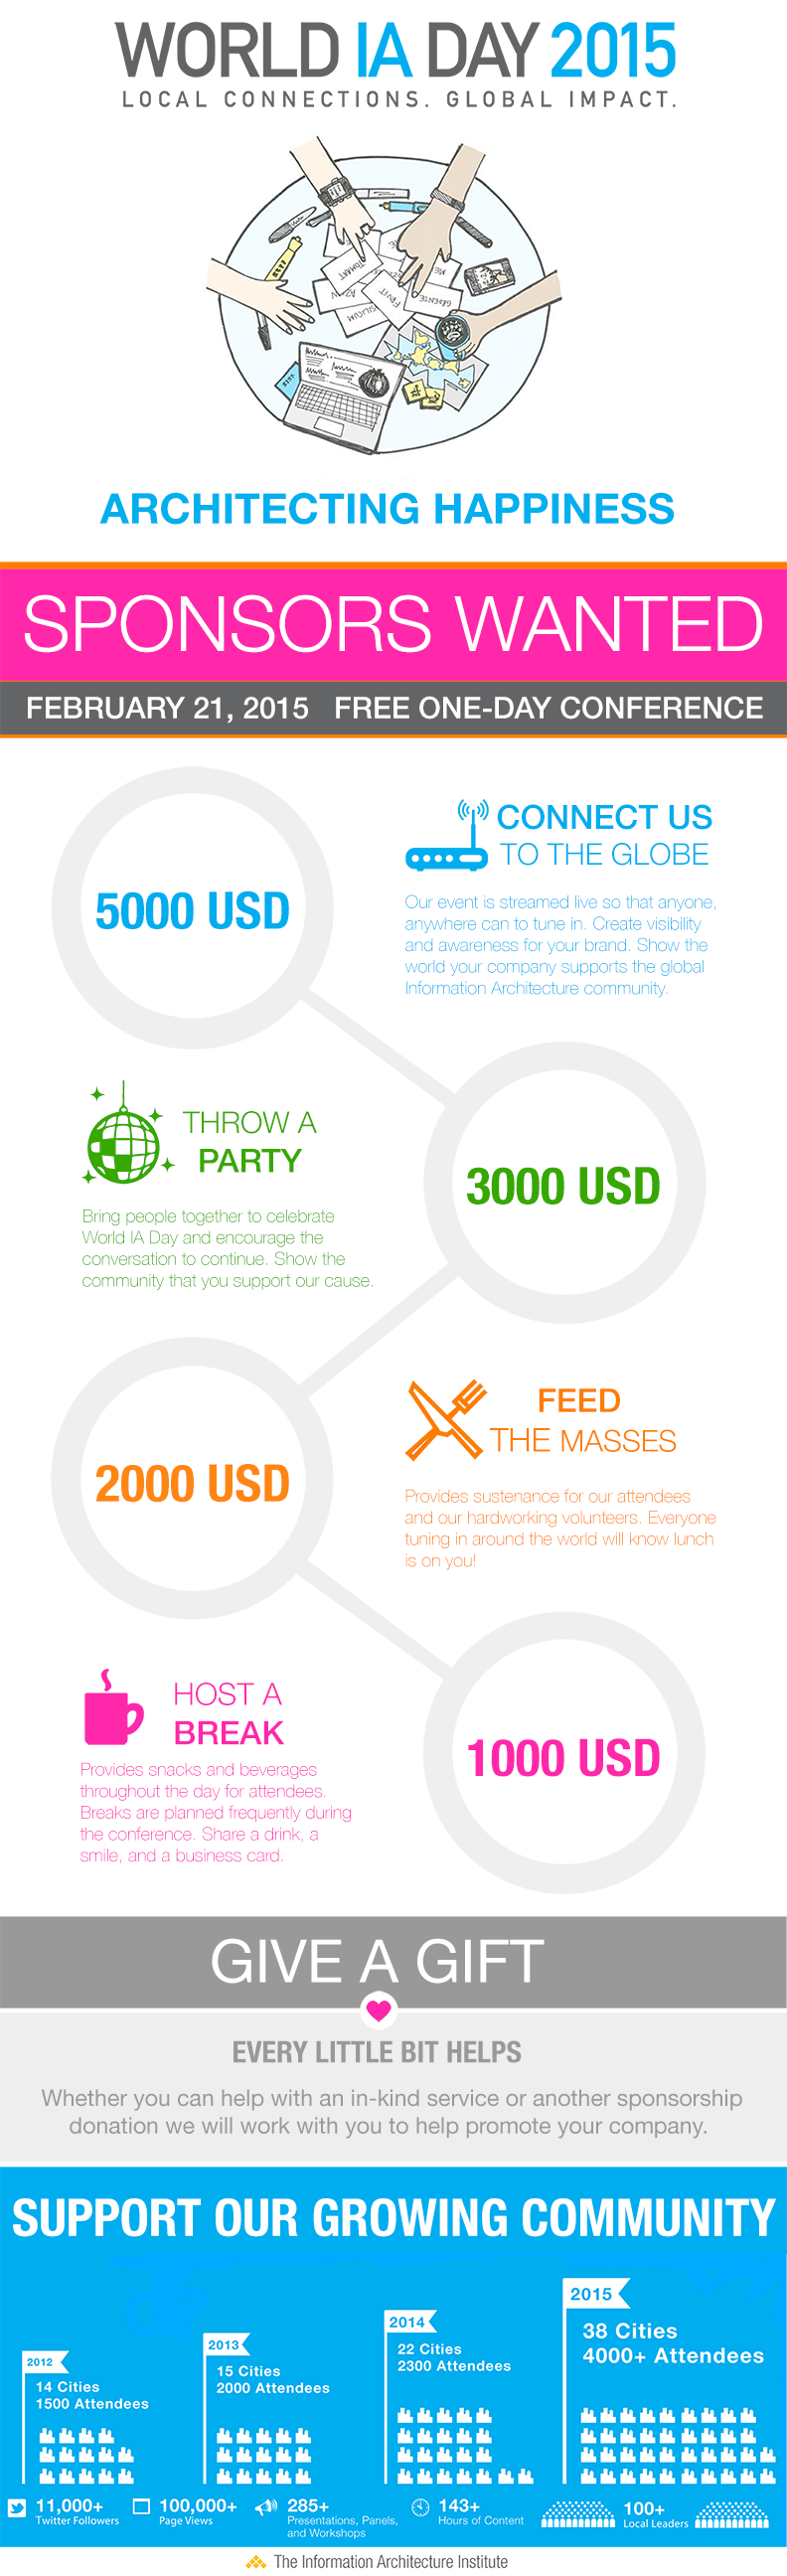 WORLD IA DAY 2015
LOCAL CONNECTIONS. GLOBAL IMPACT.
TOMAT
ME
FRUIT
GDENTE
SILICUM
ARCHITECTING HAPPINESS
SPONSORS WANTED
FEBRUARY 21, 2015 FREE ONE-DAY CONFERENCE
5000 USD
CONNECT US
TO THE GLOBE
Our event is streamed live so that anyone,
anywhere can to tune in. Create visibility
and awareness for your brand. Show the
world your company supports the global
Information Architecture community.
THROW A
PARTY
Bring people together to celebrate
World IA Day and encourage the
conversation to continue. Show the
community that you support our cause.
3000 USD
2000 USD
FEED
THE MASSES
Provides sustenance for our attendees
and our hardworking volunteers. Everyone
tuning in around the world will know lunch
is on you!
HOST A
BREAK
Provides snacks and beverages
throughout the day for attendees.
Breaks are planned frequently during
the conference. Share a drink, a
smile, and a business card.
1000 USD
GIVE A GIFT
EVERY LITTLE BIT HELPS
Whether you can help with an in-kind service or another sponsorship
donation we will work with you to help promote your company.
SUPPORT OUR GROWING COMMUNITY
2012
14 Cities
1500 Attendees
2013
15 Cities
2000 Attendees
2014
22 Cities
2300 Attendees
2015
38 Cities
4000+ Attendees
11,000+
Twitter Followers
100,000+
Page Views
285+
Presentations, Panels,
and Workshops
143+
Hours of Content
100+
Local Leaders
The Information Architecture Institute